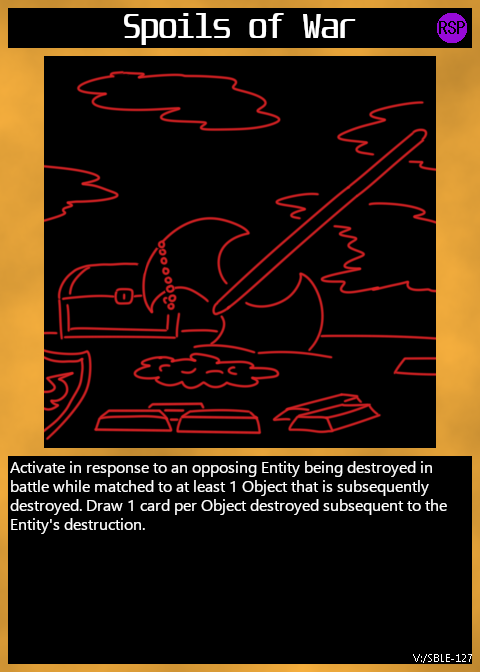 Spoils of War
RSP
Activate in response to an opposing Entity being destroyed in
battle while matched to at least 1 Object that is subsequently
destroyed. Draw 1 card per Object destroyed subsequent to the
Entity's destruction.
V:/SBLE-127